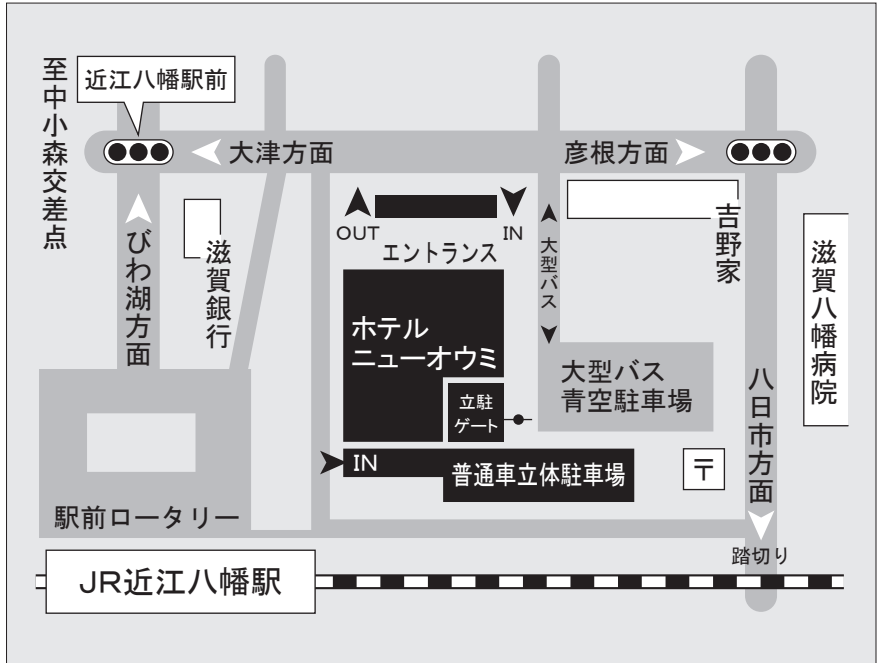 至中小森交差点
近江八幡駅前
大津方面
彦根方面
びわ湖方面
滋賀銀行
OUT
IN
エントランス
大型バス
吉野家
滋賀八幡病院
ホテル
ニューオウミ
立駐
ゲート
大型バス
青空駐車場
八日市方面
IN
普通車立体駐車場
〒
駅前ロータリー
踏切り
JR近江八幡駅